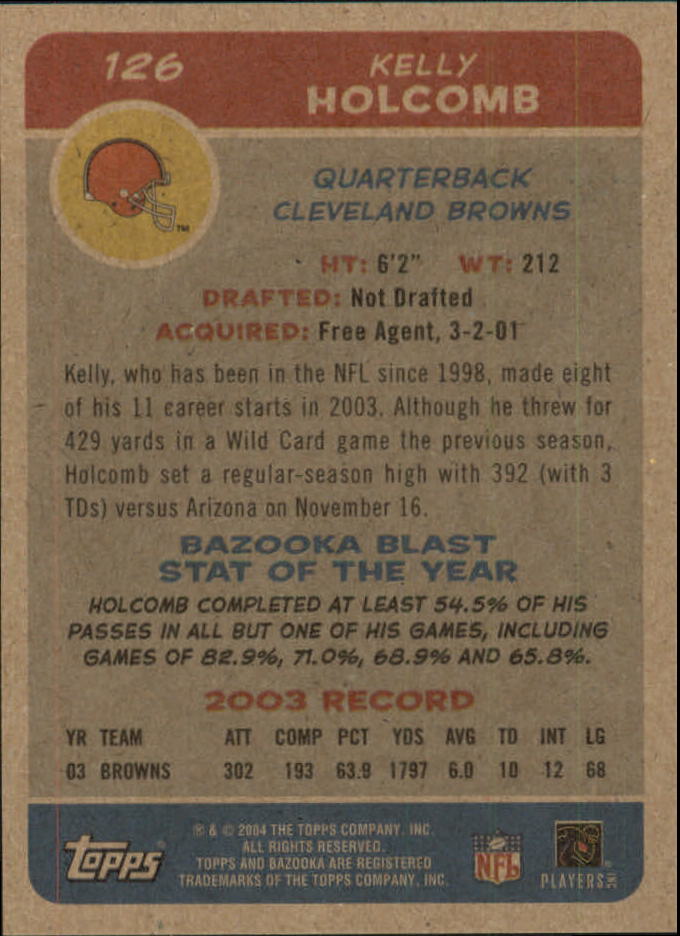 126
KELLY
HOLCOMB
QUARTERBACK
CLEVELAND BROWNS
TM
HT: 6'2" WT: 212
DRAFTED: Not Drafted
ACQUIRED: Free Agent, 3-2-01
Kelly, who has been in the NFL since 1998, made eight
of his 11 career starts in 2003. Although he threw for
429 yards in a Wild Card game the previous season,
Holcomb set a regular-season high with 392 (with 3
TDs) versus Arizona on November 16.
BAZOOKA BLAST
STAT OF THE YEAR
HOLCOMB COMPLETED AT LEAST 54.5% OF HIS
PASSES IN ALL BUT ONE OF HIS GAMES, INCLUDING
GAMES OF 82.9%, 71.0%, 68.9% AND 65.8%.
2003 RECORD
YR TEAM ATT COMP PCT YDS AVG TD INT LG
03 BROWNS 302 193 63.9 1797 6.0 10 12 68
® & © 2004 THE TOPPS COMPANY, INC.
ALL RIGHTS RESERVED.
TOPPS AND BAZOOKA ARE REGISTERED
TRADEMARKS OF THE TOPPS COMPANY, INC.
topps
NFL
PLAYERS INC